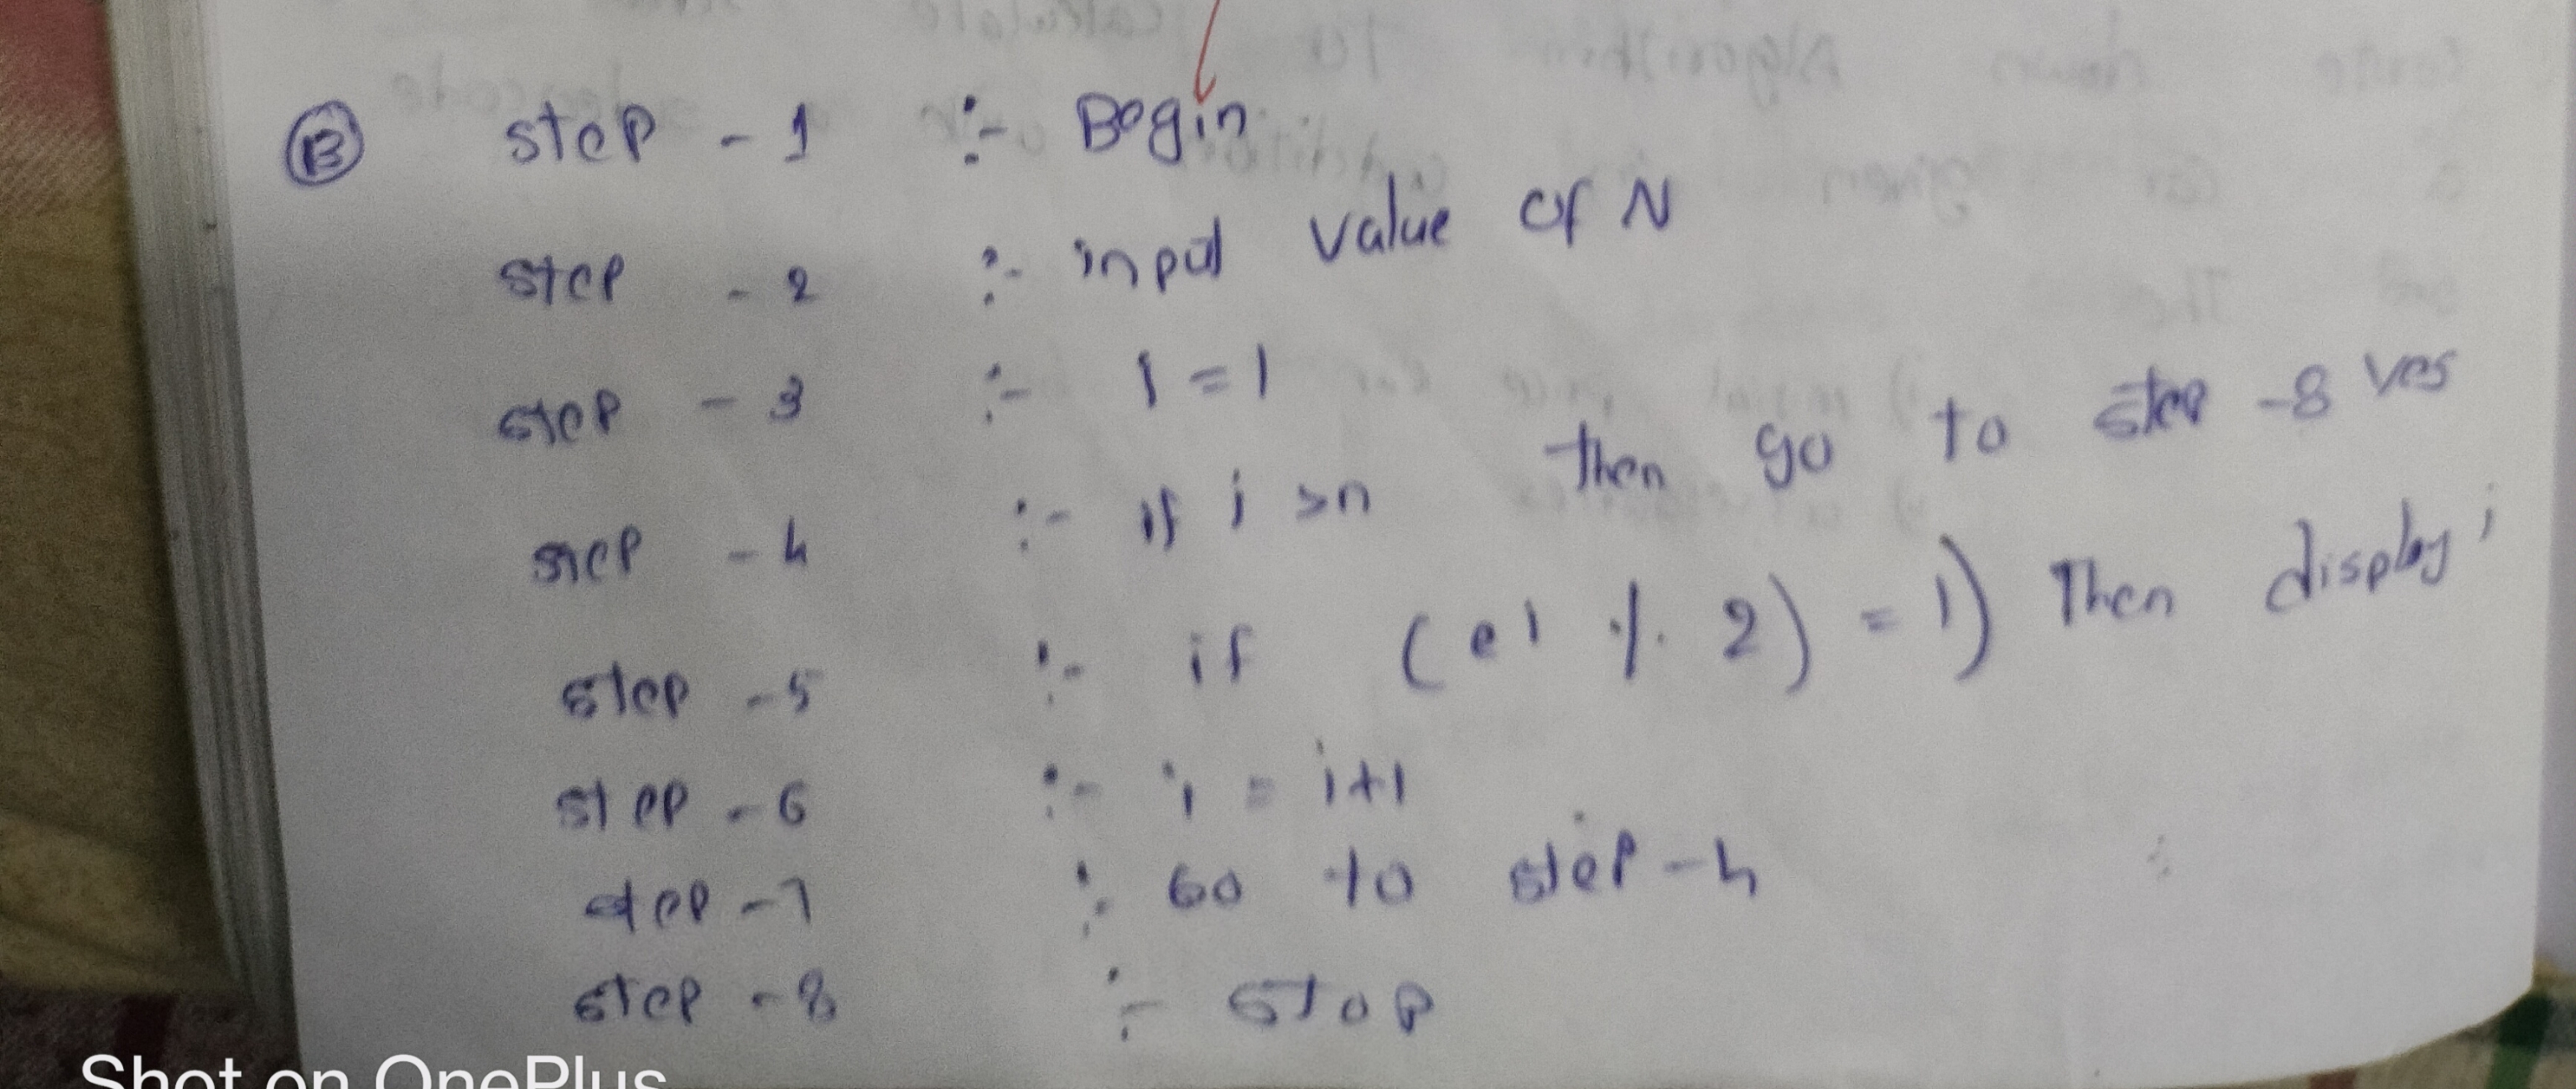 Ⓑ step - 1 :- Begin
step - 2 :- input value of N
step - 3 :- I = 1
step - 4 :- if i >n then go to step -8 yes
step - 5 :- if (ei % 2) = 1) Then display i
step - 6 :- i = i+1
step - 7 :- Go to step - 4
step - 8 :- Stop
Shot on OnePlus